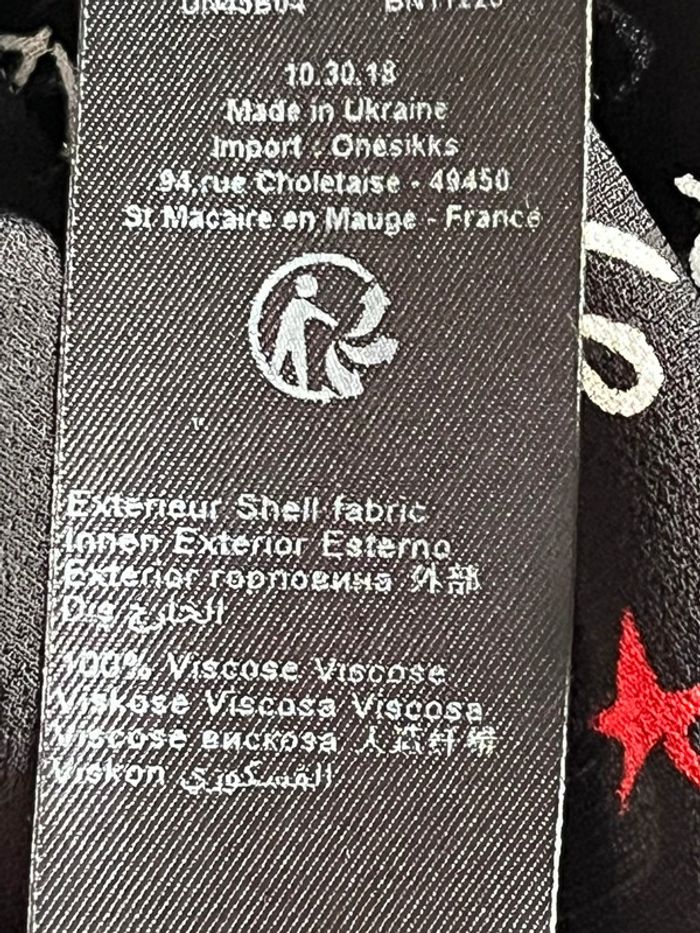 10.30.18
Made in Ukraine
Import : Onesikks
94,rue Choletaise - 49450
St Macaire en Mauge - France
Exterieur Shell fabric
Innen/Exterior Esterno
Exterior горловина 外部
Dış الخارج
100% Viscose Viscose
Viskose Viscosa Viscosa
Viscose вискоза 人造纤维
Viskon الفسكوزي